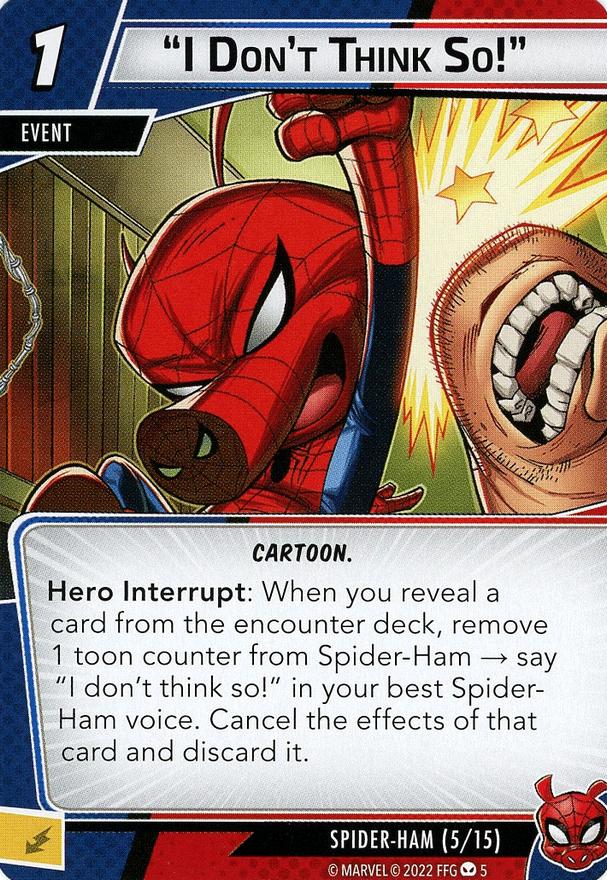 1
“I DON’T THINK SO!”
EVENT
CARTOON.
Hero Interrupt: When you reveal a
card from the encounter deck, remove
1 toon counter from Spider-Ham → say
“I don’t think so!” in your best Spider-
Ham voice. Cancel the effects of that
card and discard it.
SPIDER-HAM (5/15)
© MARVEL © 2022 FFG 5